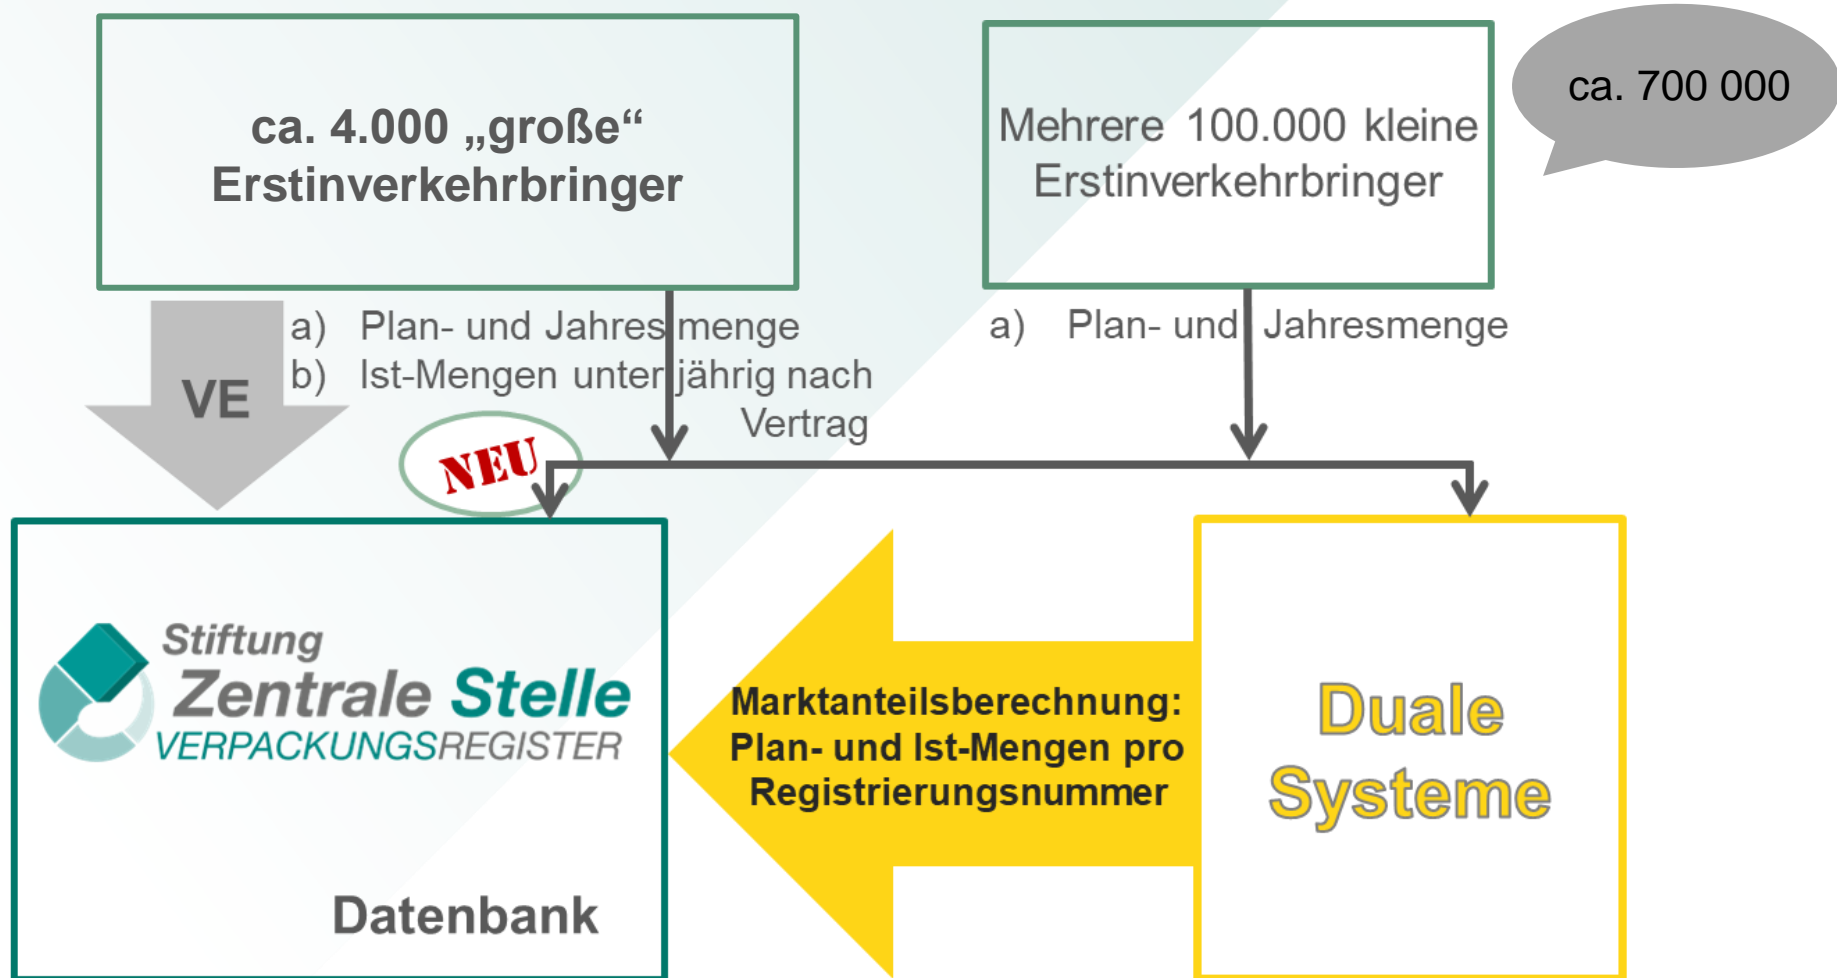 ca. 4.000 „große“
Erstinverkehrbringer
Mehrere 100.000 kleine
Erstinverkehrbringer
ca. 700 000
VE
a) Plan- und Jahresmenge
b) Ist-Mengen unterjährig nach
Vertrag
a) Plan- und Jahresmenge
NEU
Stiftung
Zentrale Stelle
VERPACKUNGSREGISTER
Datenbank
Marktanteilsberechnung:
Plan- und Ist-Mengen pro
Registrierungsnummer
Duale
Systeme